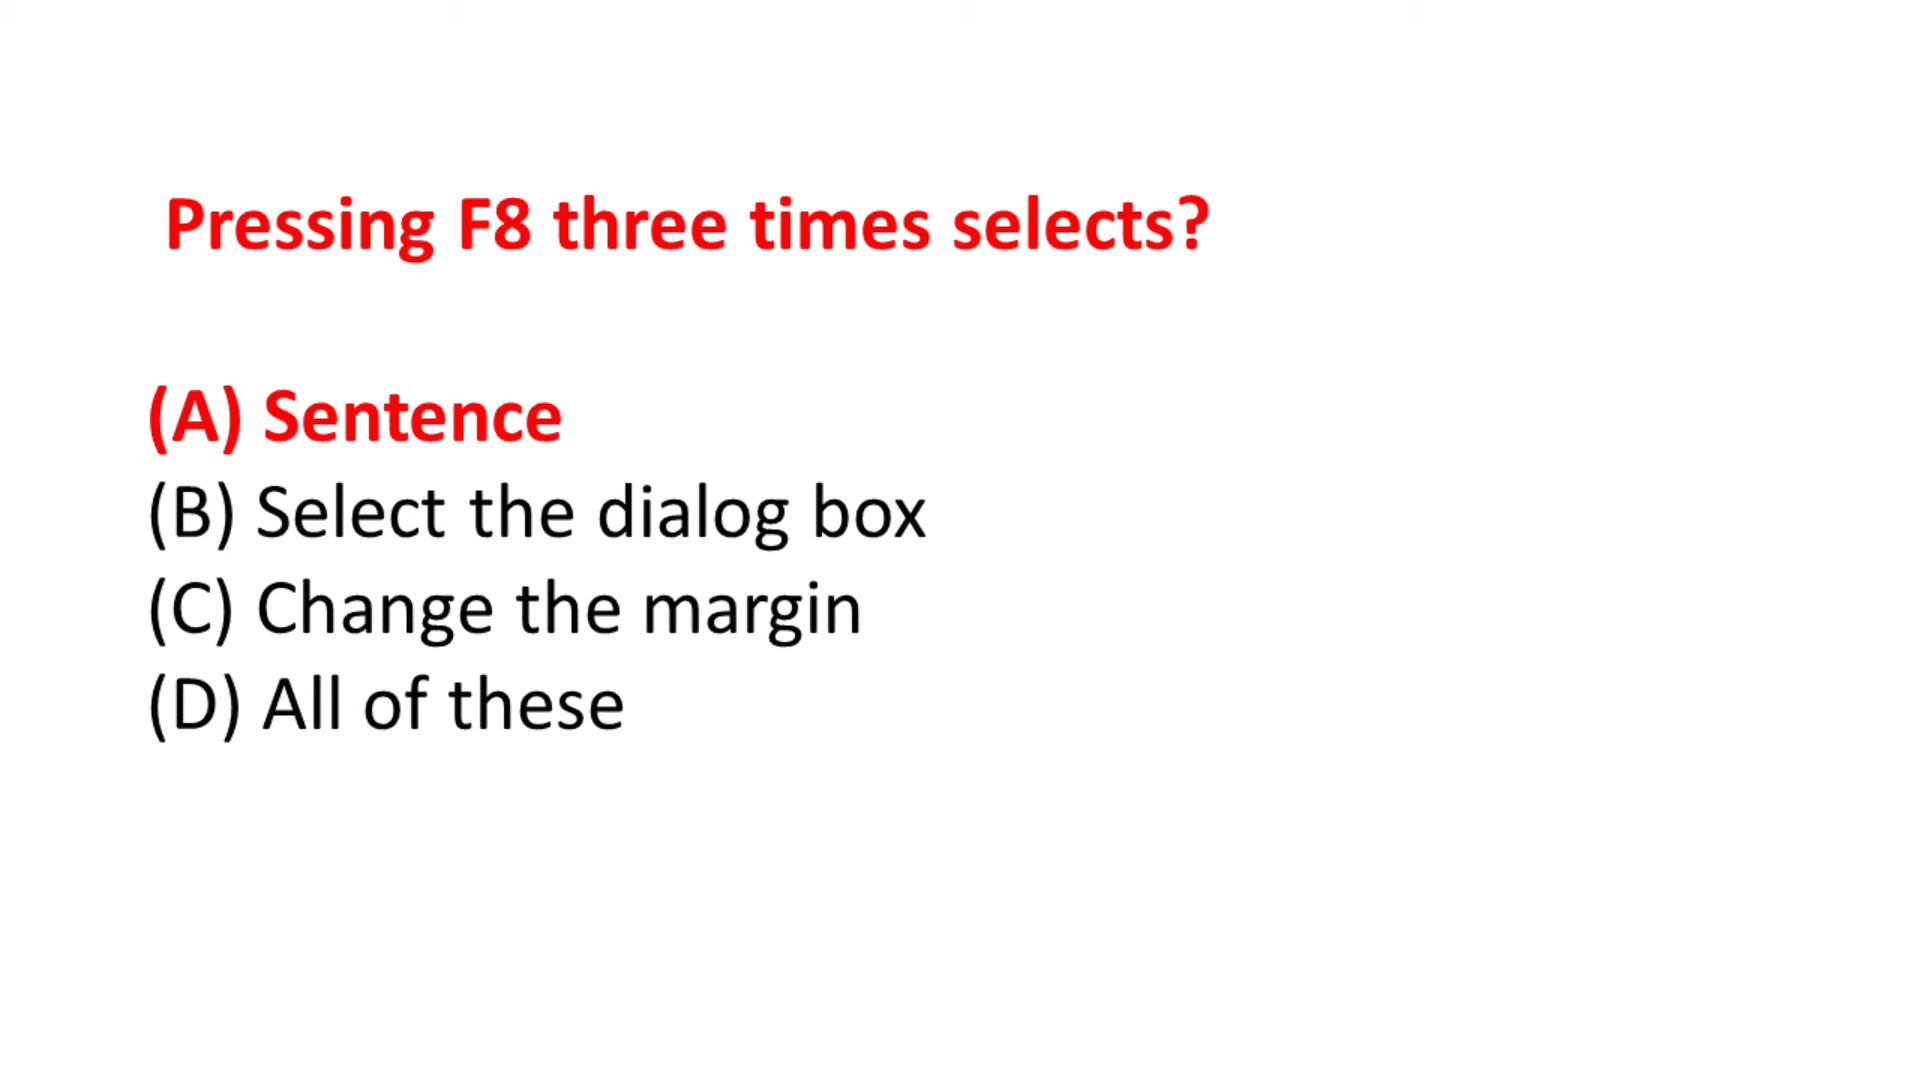 Pressing F8 three times selects?
(A) Sentence
(B) Select the dialog box
(C) Change the margin
(D) All of these